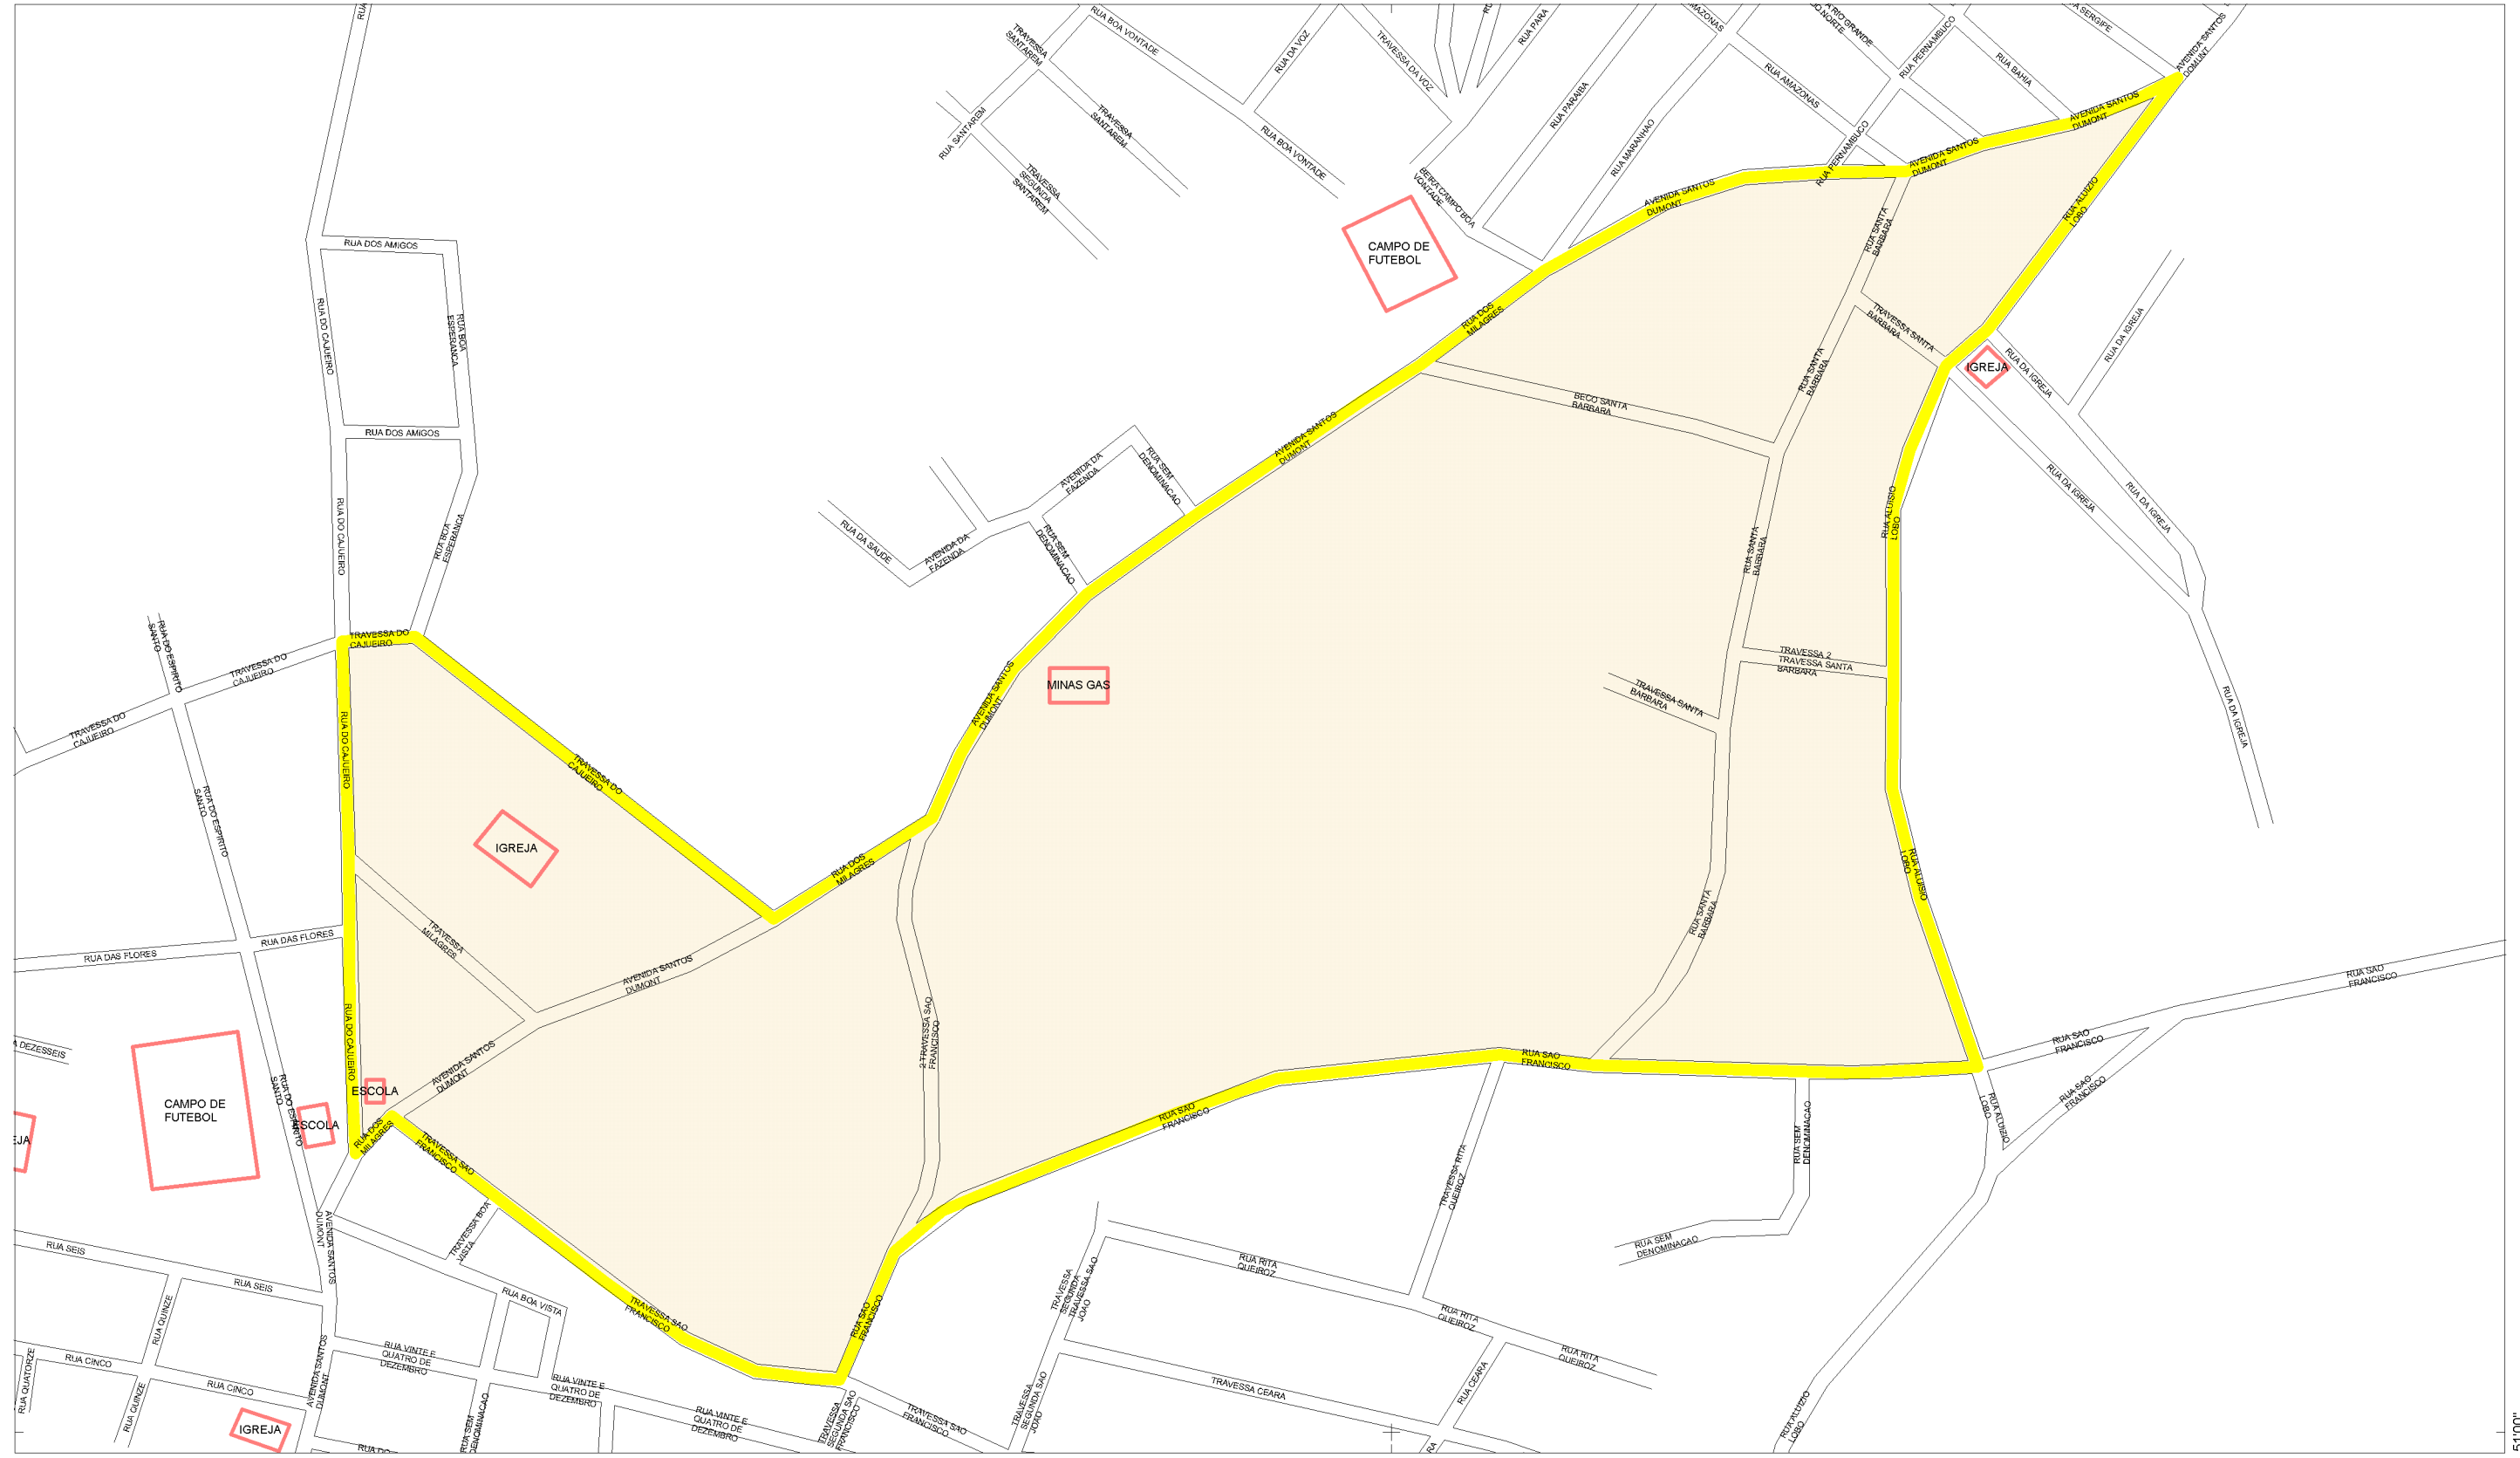 RUA
RUA BOA VONTADE
TRAVESSA
SANTAREM
RUA DA VOZ
TRAVESSA DA VOZ
RUA PARA
AMAZONAS
A RIO GRANDE
DO NORTE
RUA PERNAMBUCO
A SERGIPE
AVENIDA SANTOS
DOMUNT
RUA BAHIA
RUA AMAZONAS
RUA PARAIBA
RUA MARANHAO
RUA PERNAMBUCO
AVENIDA SANTOS
DUMONT
RUA SANTAREM
TRAVESSA
SANTAREM
RUA BOA VONTADE
TRAVESSA
SEGUNDA
SANTAREM
BEIRA CAMPO BOA
VONTADE
AVENIDA SANTOS
DUMONT
AVENIDA SANTOS
DUMONT
RUA ALUIZIO
LOBO
RUA SANTA
BARBARA
CAMPO DE
FUTEBOL
RUA DOS AMIGOS
RUA DO CAJUEIRO
RUA BOA
ESPERANCA
RUA DOS
MILAGRES
TRAVESSA SANTA
BARBARA
RUA DA IGREJA
IGREJA
RUA DA IGREJA
RUA SANTA
BARBARA
BECO SANTA
BARBARA
RUA DOS AMIGOS
AVENIDA SANTOS
DUMONT
AVENIDA DA
FAZENDA
RUA SEM
DENOMINACAO
RUA DA IGREJA
RUA DA IGREJA
RUA DO CAJUEIRO
RUA BOA
ESPERANCA
RUA DA SAUDE
AVENIDA DA
FAZENDA
RUA SEM
DENOMINACAO
RUA ALUISIO
LOBO
RUA SANTA
BARBARA
RUA DO ESPIRITO
SANTO
TRAVESSA DO
CAJUEIRO
TRAVESSA DO
CAJUEIRO
TRAVESSA DO
CAJUEIRO
RUA DO CAJUEIRO
AVENIDA SANTOS
DUMONT
MINAS GAS
TRAVESSA 2
TRAVESSA SANTA
BARBARA
TRAVESSA SANTA
BARBARA
RUA DA IGREJA
TRAVESSA DO
CAJUEIRO
RUA DO ESPIRITO
SANTO
IGREJA
RUA DOS
MILAGRES
RUA ALUISIO
LOBO
RUA SANTA
BARBARA
RUA DAS FLORES
RUA DAS FLORES
TRAVESSA
MILAGRES
AVENIDA SANTOS
DUMONT
RUA SAO
FRANCISCO
A DEZESSEIS
RUA DO CAJUEIRO
AVENIDA SANTOS
DUMONT
2 TRAVESSA SAO
FRANCISCO
RUA SAO
FRANCISCO
RUA SAO
FRANCISCO
RUA SAO
FRANCISCO
CAMPO DE
FUTEBOL
RUA DO ESPIRITO
SANTO
ESCOLA
ESCOLA
EJA
RUA DOS
MILAGRES
TRAVESSA SAO
FRANCISCO
RUA SAO
FRANCISCO
TRAVESSA RITA
QUEIROZ
RUA SEM
DENOMINACAO
RUA ALUIZIO
LOBO
AVENIDA SANTOS
DUMONT
TRAVESSA BOA
VISTA
RUA SEIS
RUA SEIS
RUA BOA VISTA
RUA QUINZE
TRAVESSA SAO
FRANCISCO
RUA SAO
FRANCISCO
TRAVESSA
SEGUNDA
TRAVESSA SAO
JOAO
RUA RITA
QUEIROZ
RUA RITA
QUEIROZ
RUA RITA
QUEIROZ
RUA SEM
DENOMINACAO
RUA QUATORZE
RUA CINCO
RUA CINCO
RUA QUINZE
AVENIDA SANTOS
DUMONT
RUA VINTE E
QUATRO DE
DEZEMBRO
RUA VINTE E
QUATRO DE
DEZEMBRO
RUA VINTE E
QUATRO DE
DEZEMBRO
RUA SEM
DENOMINACAO
TRAVESSA
SEGUNDA SAO
FRANCISCO
TRAVESSA SAO
FRANCISCO
TRAVESSA
SEGUNDA SAO
JOAO
TRAVESSA CEARA
RUA CEARA
RUA ALUIZIO
LOBO
IGREJA
RUA DO
RA
51'00"